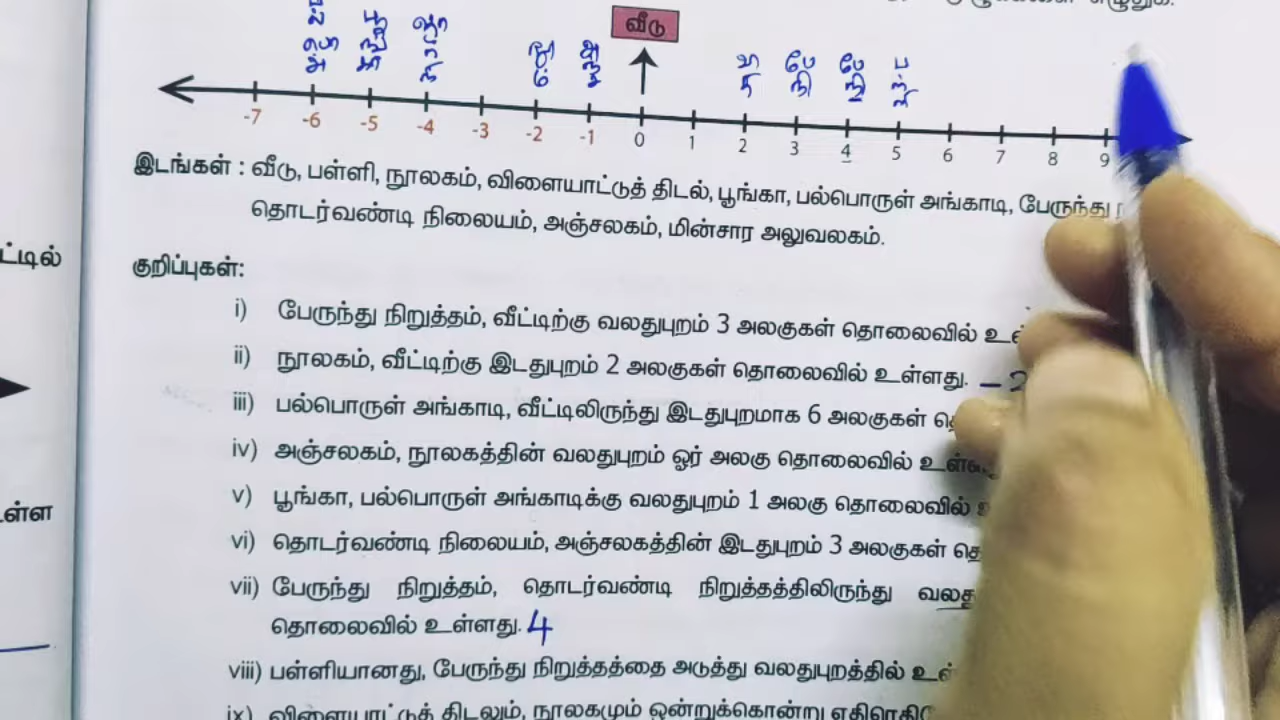 வீடு
-7 -6 -5 -4 -3 -2 -1 0 1 2 3 4 5 6 7 8 9
இடங்கள் : வீடு, பள்ளி, நூலகம், விளையாட்டுத் திடல், பூங்கா, பல்பொருள் அங்காடி, பேருந்து
தொடர்வண்டி நிலையம், அஞ்சலகம், மின்சார அலுவலகம்.
குறிப்புகள்:
i) பேருந்து நிறுத்தம், வீட்டிற்கு வலதுபுறம் 3 அலகுகள் தொலைவில்
ii) நூலகம், வீட்டிற்கு இடதுபுறம் 2 அலகுகள் தொலைவில் உள்ளது. -2
iii) பல்பொருள் அங்காடி, வீட்டிலிருந்து இடதுபுறமாக 6 அலகுகள்
iv) அஞ்சலகம், நூலகத்தின் வலதுபுறம் ஓர் அலகு தொலைவில்
v) பூங்கா, பல்பொருள் அங்காடிக்கு வலதுபுறம் 1 அலகு தொலைவில்
vi) தொடர்வண்டி நிலையம், அஞ்சலகத்தின் இடதுபுறம் 3 அலகுகள்
vii) பேருந்து நிறுத்தம், தொடர்வண்டி நிறுத்தத்திலிருந்து
தொலைவில் உள்ளது. 4
viii) பள்ளியானது, பேருந்து நிறுத்தத்தை அடுத்து வலதுபுறத்தில்
ix) விளையாட்டுத் திடலும், நூலகமும் ஒன்றுக்கொன்று